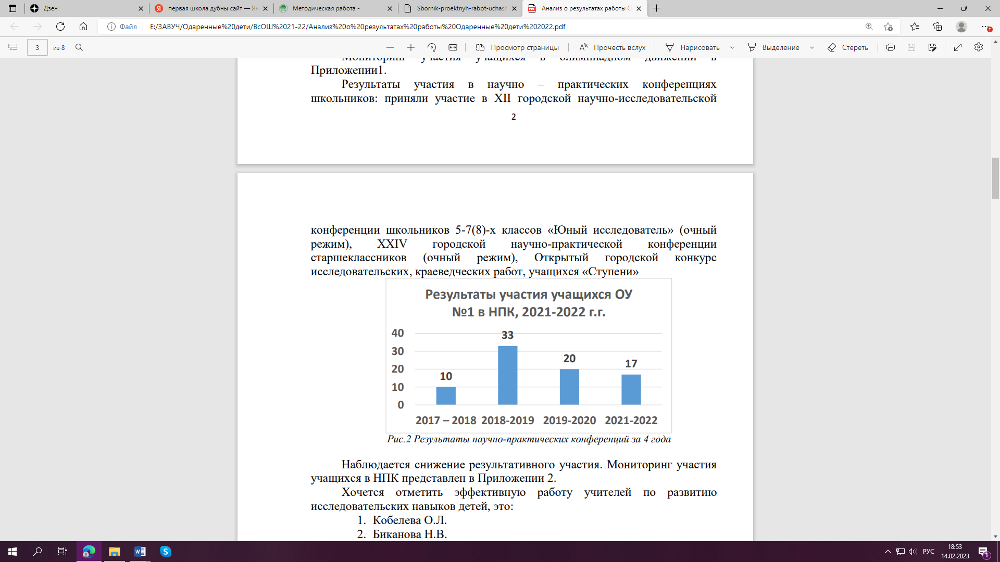 Дзен
первая школа дубны сайт — Ян
Методическая работа -
Sbornik-proektnyh-rabot-uchash
Анализ о результатах работы О
Файл
E:/ЗАВУЧ/Одаренные%20дети/ВсОШ%2021-22/Анализ%20о%20результатах%20работы%20Одаренные%20дети%202022.pdf
3 из 8
Просмотр страницы
Прочесть вслух
Нарисовать
Выделение
Стереть
Мониторинг участия учащихся в олимпиадном движении в
Приложении1.
Результаты участия в научно – практических конференциях
школьников: приняли участие в XII городской научно-исследовательской
2
конференции школьников 5-7(8)-х классов «Юный исследователь» (очный
режим), XXIV городской научно-практической конференции
старшеклассников (очный режим), Открытый городской конкурс
исследовательских, краеведческих работ, учащихся «Ступени»
Результаты участия учащихся ОУ
№1 в НПК, 2021-2022 г.г.
40
30
20
10
0
10
33
20
17
2017 – 2018
2018-2019
2019-2020
2021-2022
Рис.2 Результаты научно-практических конференций за 4 года
Наблюдается снижение результативного участия. Мониторинг участия
учащихся в НПК представлен в Приложении 2.
Хочется отметить эффективную работу учителей по развитию
исследовательских навыков детей, это:
1. Кобелева О.Л.
2. Биканова Н.В.
РУС
18:53
14.02.2023
1